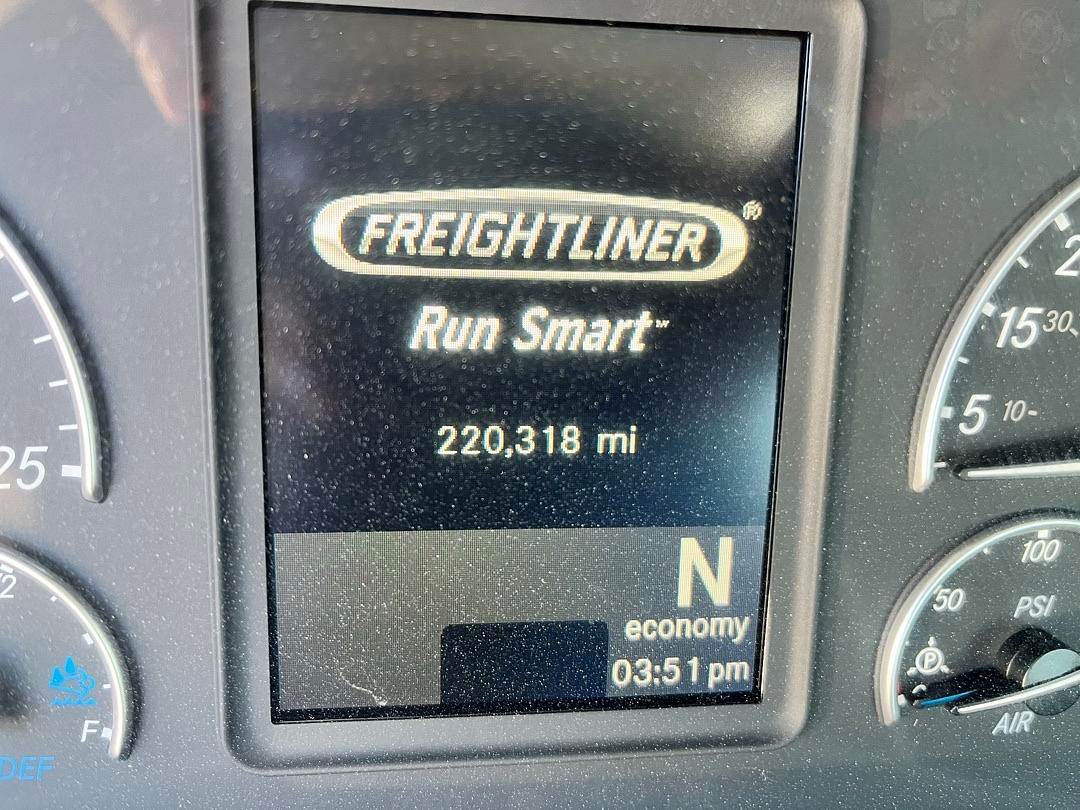 FREIGHTLINER®
Run Smart™
220,318 mi
N
economy
03:51 pm
25
F
DEF
15 30
5 10
100
50
PSI
P
AIR